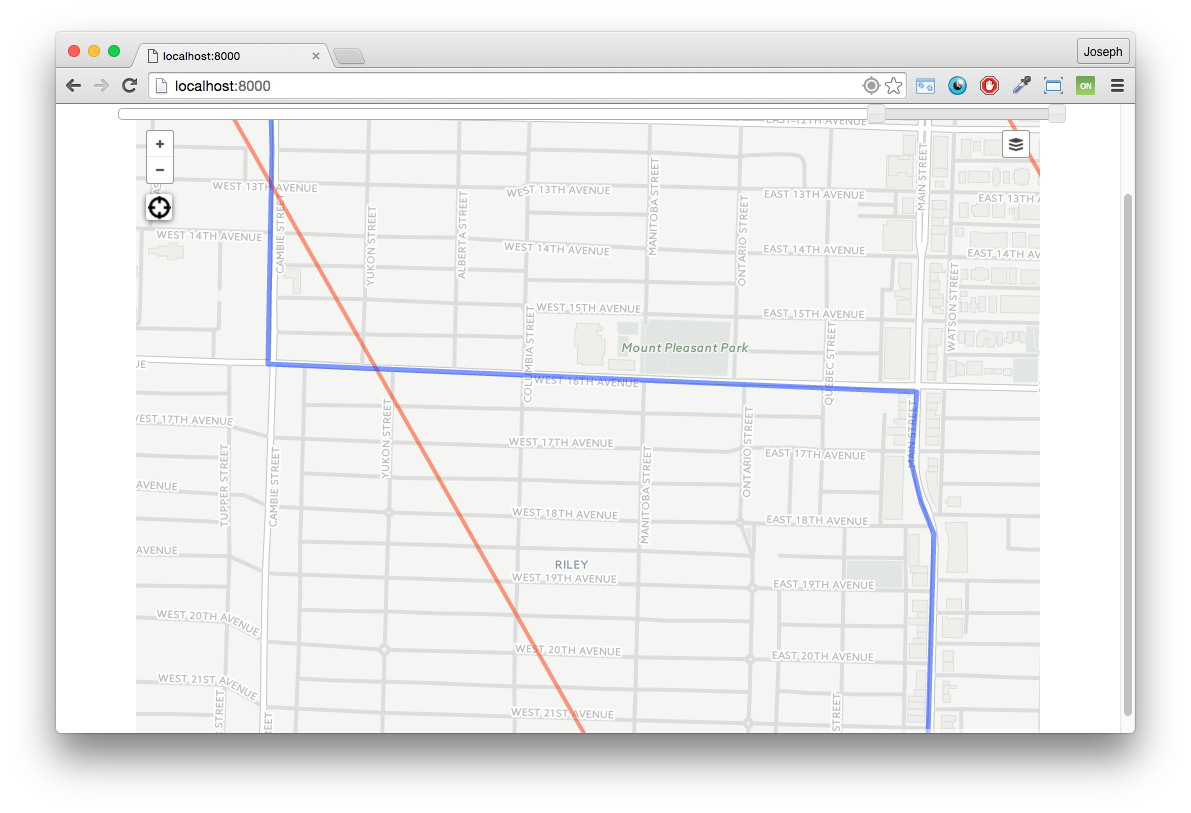 localhost:8000
Joseph
localhost:8000
ON
EAST 12TH AVENUE
+
−
WEST 13TH AVENUE
WEST 13TH AVENUE
EAST 13TH AVENUE
EAST 13TH A
MAIN STREET
MANITOBA STREET
CAMBIE STREET
YUKON STREET
ALBERTA STREET
ONTARIO STREET
WEST 14TH AVENUE
WEST 14TH AVENUE
EAST 14TH AVENUE
EAST 14TH AV
WATSON STREET
WEST 15TH AVENUE
EAST 15TH AVENUE
COLUMBIA STREET
QUEBEC STREET
Mount Pleasant Park
UE
WEST 16TH AVENUE
MAIN STREET
VEST 17TH AVENUE
YUKON STREET
ONTARIO STREET
WEST 17TH AVENUE
EAST 17TH AVENUE
TUPPER STREET
CAMBIE STREET
MANITOBA STREET
AVENUE
WEST 18TH AVENUE
EAST 18TH AVENUE
AVENUE
RILEY
WEST 19TH AVENUE
EAST 19TH AVENUE
WEST 20TH AVENUE
WEST 20TH AVENUE
EAST 20TH AVENUE
WEST 21ST AVENUE
WEST 21ST AVENUE
STREET
REET
STREET